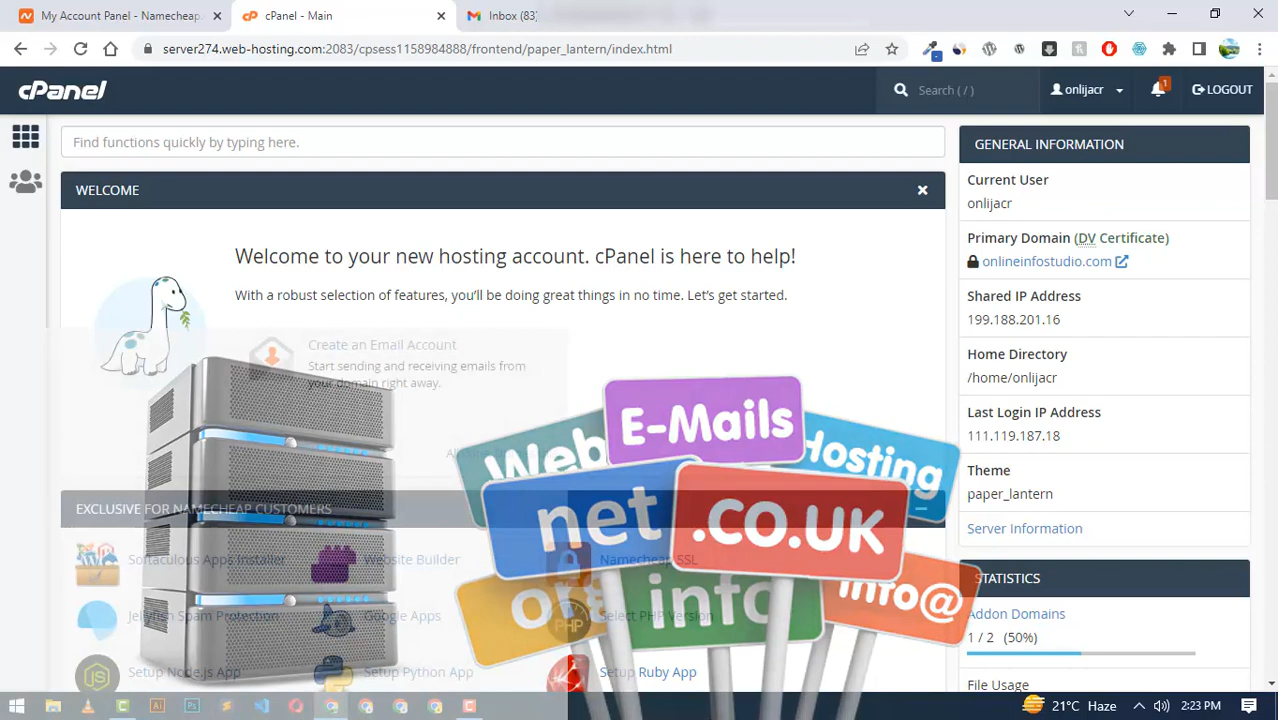 My Account Panel - Namecheap
cPanel - Main
Inbox (83)
server274.web-hosting.com:2083/cpsess1158984888/frontend/paper_lantern/index.html
cPanel
Search ( / )
onlijacr
1
LOGOUT
Find functions quickly by typing here.
WELCOME
Welcome to your new hosting account. cPanel is here to help!
With a robust selection of features, you'll be doing great things in no time. Let's get started.
Create an Email Account
Start sending and receiving emails from
your domain right away.
EXCLUSIVE FOR NAMECHEAP CUSTOMERS
Softaculous Apps Installer
Website Builder
Namecheap SSL
Jellyfish Spam Protection
Google Apps
Select PHP Version
Setup Node.js App
Setup Python App
Setup Ruby App
E-Mails
Web
Hosting
net
.co.uk
info
info@
GENERAL INFORMATION
Current User
onlijacr
Primary Domain (DV Certificate)
onlineinfostudio.com
Shared IP Address
199.188.201.16
Home Directory
/home/onlijacr
Last Login IP Address
111.119.187.18
Theme
paper_lantern
Server Information
STATISTICS
Addon Domains
1 / 2 (50%)
File Usage
21°C Haze
2:23 PM